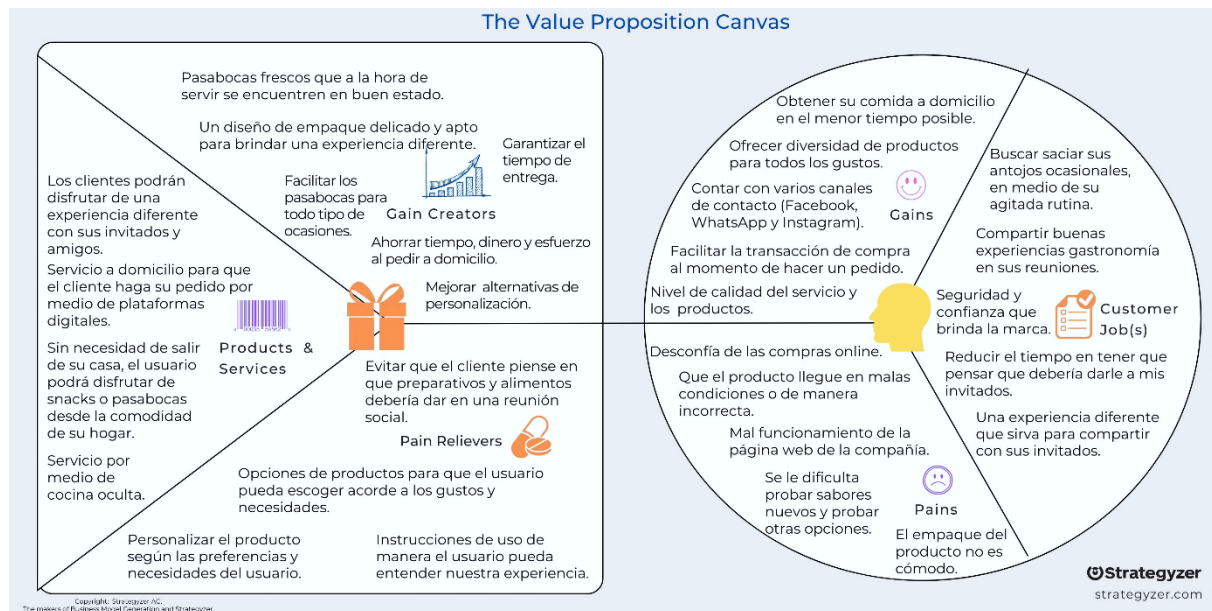 The Value Proposition Canvas
Pasabocas frescos que a la hora de
servir se encuentren en buen estado.
Un diseño de empaque delicado y apto
para brindar una experiencia diferente.
Garantizar el
tiempo de
entrega.
Facilitar los
pasabocas para
todo tipo de
ocasiones.
Gain Creators
Ahorrar tiempo, dinero y esfuerzo
al pedir a domicilio.
Mejorar alternativas de
personalización.
Los clientes podrán
disfrutar de una
experiencia diferente
con sus invitados y
amigos.
Servicio a domicilio para que
el cliente haga su pedido por
medio de plataformas
digitales.
Products &
Services
Sin necesidad de salir
de su casa, el usuario
podrá disfrutar de
snacks o pasabocas
desde la comodidad
de su hogar.
Servicio por
medio de
cocina oculta.
Evitar que el cliente piense en
que preparativos y alimentos
debería dar en una reunión
social.
Pain Relievers
Opciones de productos para que el usuario
pueda escoger acorde a los gustos y
necesidades.
Personalizar el producto
según las preferencias y
necesidades del usuario.
Instrucciones de uso de
manera el usuario pueda
entender nuestra experiencia.
Obtener su comida a domicilio
en el menor tiempo posible.
Ofrecer diversidad de productos
para todos los gustos.
Contar con varios canales
de contacto (Facebook,
WhatsApp y Instagram).
Gains
Facilitar la transacción de compra
al momento de hacer un pedido.
Nivel de calidad del servicio y
los productos.
Buscar saciar sus
antojos ocasionales,
en medio de su
agitada rutina.
Compartir buenas
experiencias gastronomía
en sus reuniones.
Seguridad y
confianza que
brinda la marca.
Customer
Job(s)
Reducir el tiempo en tener que
pensar que debería darle a mis
invitados.
Una experiencia diferente
que sirva para compartir
con sus invitados.
Desconfía de las compras online.
Que el producto llegue en malas
condiciones o de manera
incorrecta.
Mal funcionamiento de la
página web de la compañía.
Se le dificulta
probar sabores
nuevos y probar
otras opciones.
Pains
El empaque del
producto no es
cómodo.
Strategyzer
strategyzer.com
Copyright: Strategyzer AG.
The makers of Business Model Generation and Strategyzer